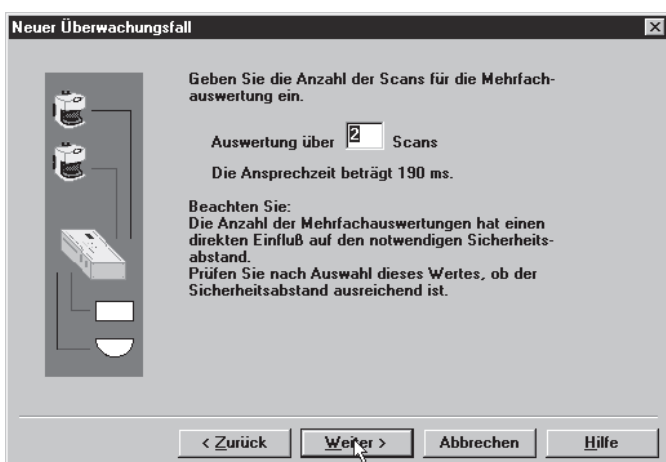 Neuer Überwachungsfall
Geben Sie die Anzahl der Scans für die Mehrfach-
auswertung ein.
Auswertung über 2 Scans
Die Ansprechzeit beträgt 190 ms.
Beachten Sie:
Die Anzahl der Mehrfachauswertungen hat einen
direkten Einfluß auf den notwendigen Sicherheits-
abstand.
Prüfen Sie nach Auswahl dieses Wertes, ob der
Sicherheitsabstand ausreichend ist.
< Zurück Weiter > Abbrechen Hilfe